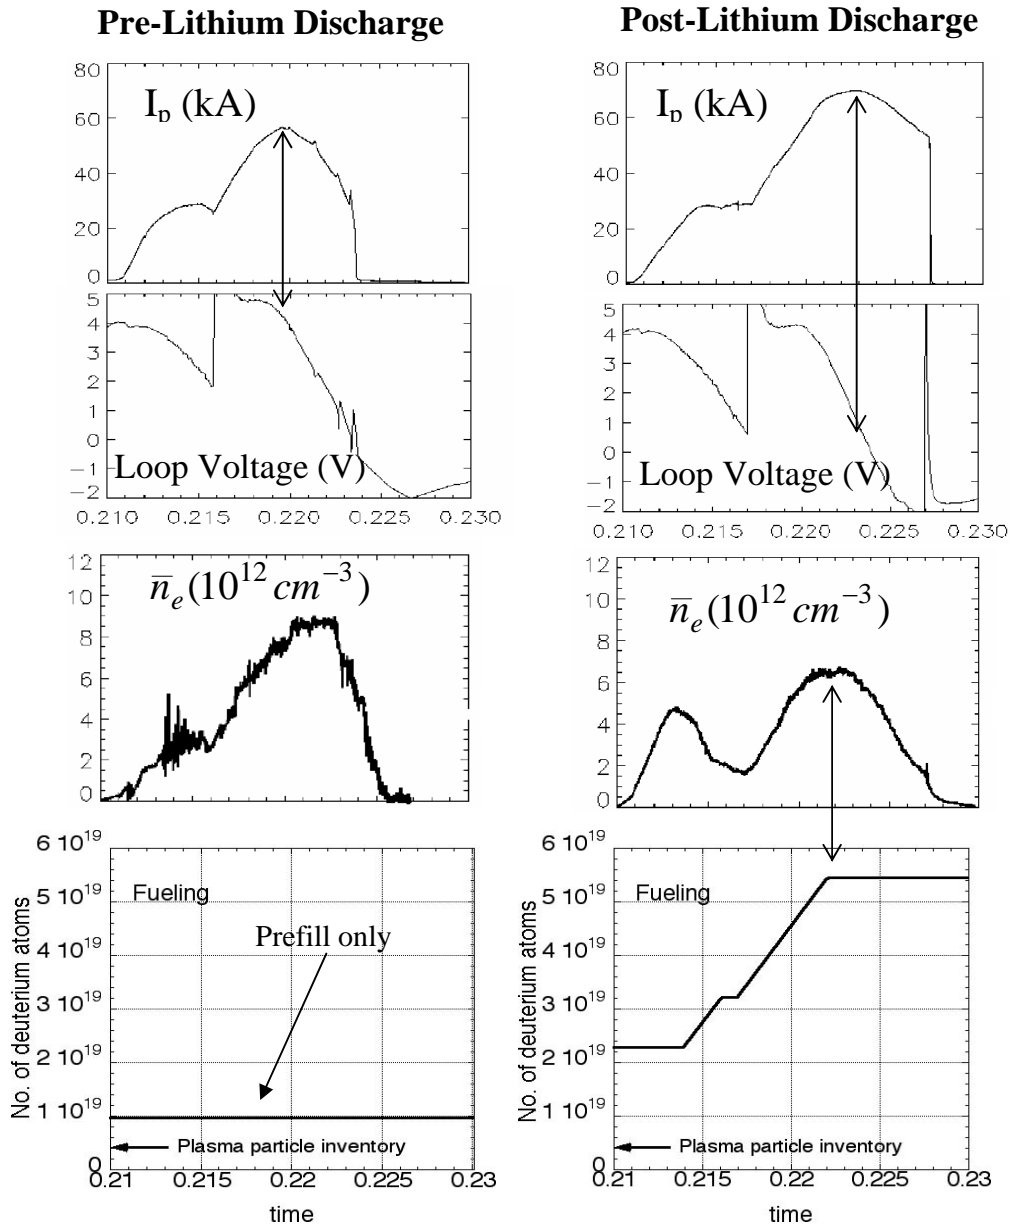 Pre-Lithium Discharge
80
60
40
20
0
I_p (kA)
5
4
3
2
1
0
−1
−2
Loop Voltage (V)
0.210 0.215 0.220 0.225 0.230
12
10
8
6
4
2
0
n̅_e(10^12 cm^−3)
6 10^19
5 10^19
4 10^19
3 10^19
2 10^19
1 10^19
0
No. of deuterium atoms
Fueling
Prefill only
Plasma particle inventory
0.21 0.215 0.22 0.225 0.23
time
Post-Lithium Discharge
80
60
40
20
0
I_p (kA)
5
4
3
2
1
0
−1
−2
Loop Voltage (V)
0.210 0.215 0.220 0.225 0.230
12
10
8
6
4
2
0
n̅_e(10^12 cm^−3)
6 10^19
5 10^19
4 10^19
3 10^19
2 10^19
1 10^19
0
No. of deuterium atoms
Fueling
Plasma particle inventory
0.21 0.215 0.22 0.225 0.23
time